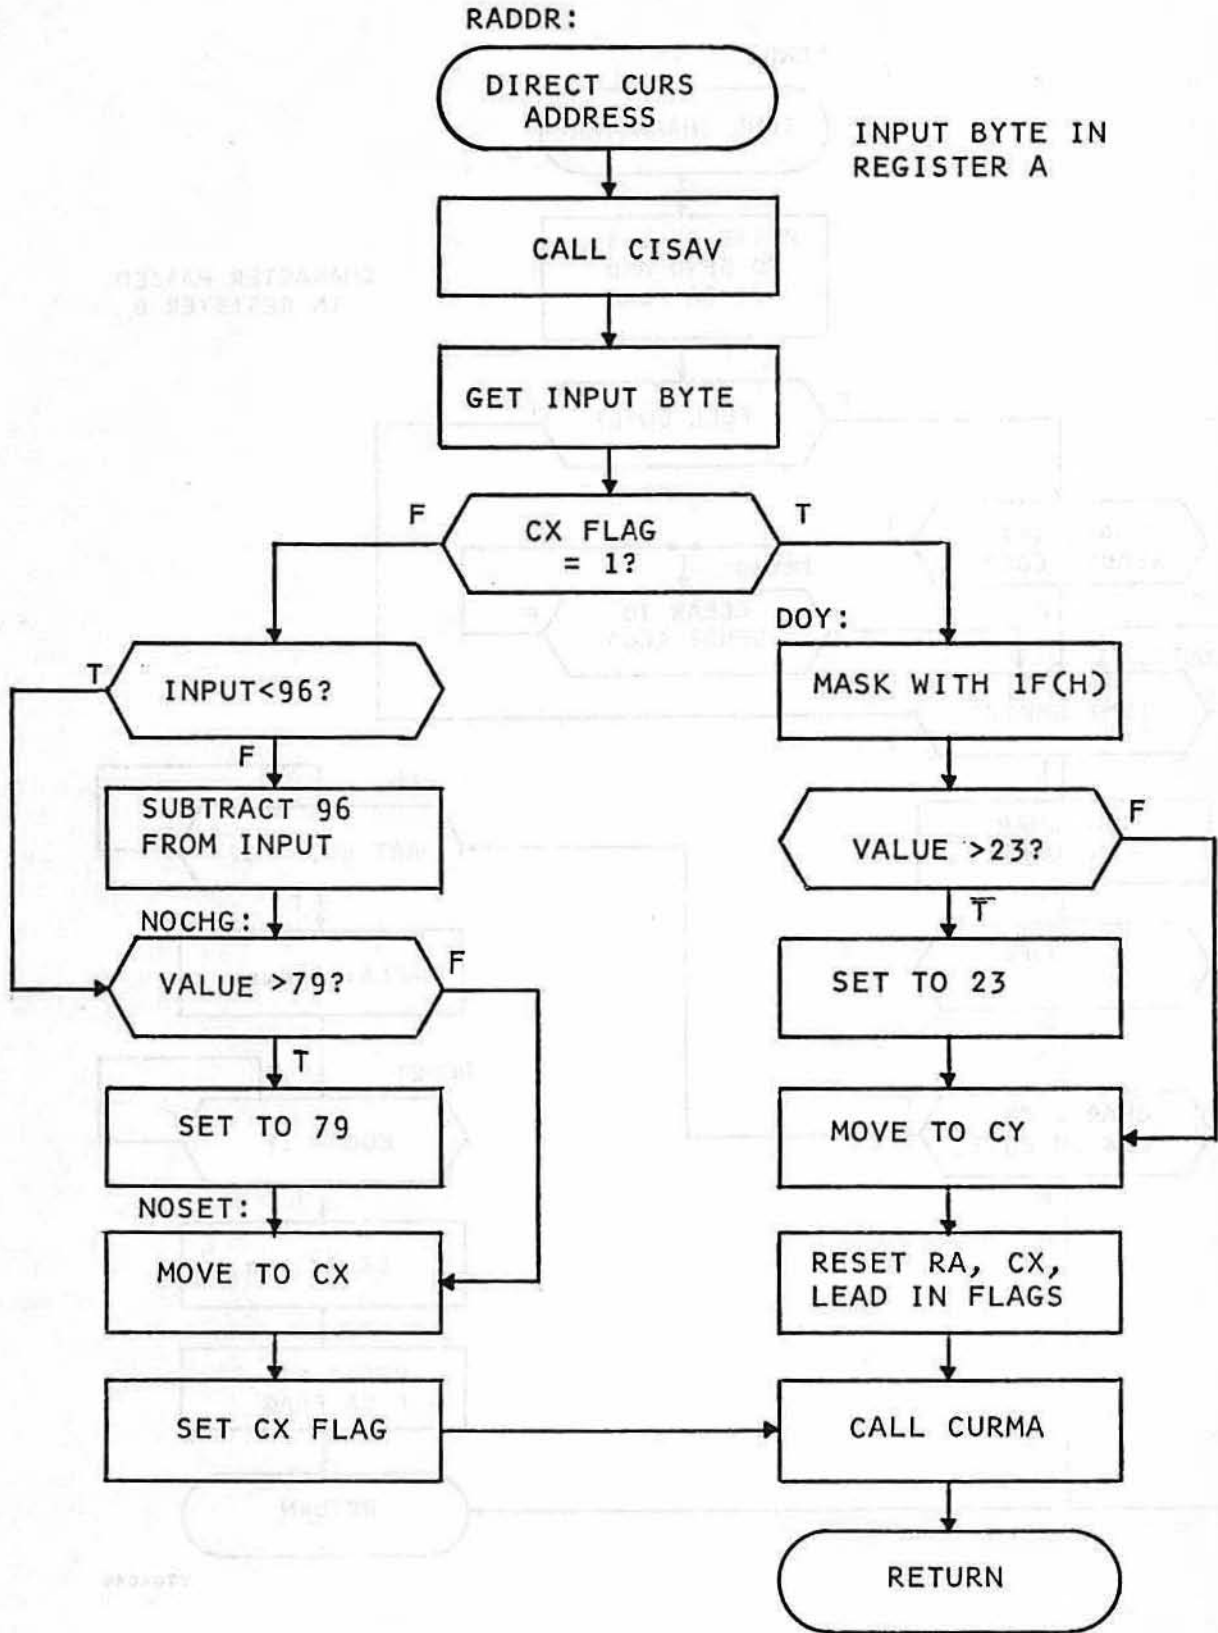 RADDR:
DIRECT CURS
ADDRESS
INPUT BYTE IN
REGISTER A
CALL CISAV
GET INPUT BYTE
F
CX FLAG
= 1?
T
DOY:
T
INPUT<96?
MASK WITH 1F(H)
F
SUBTRACT 96
FROM INPUT
VALUE >23?
F
T
NOCHG:
VALUE >79?
F
SET TO 23
T
SET TO 79
MOVE TO CY
NOSET:
MOVE TO CX
RESET RA, CX,
LEAD IN FLAGS
SET CX FLAG
CALL CURMA
RETURN